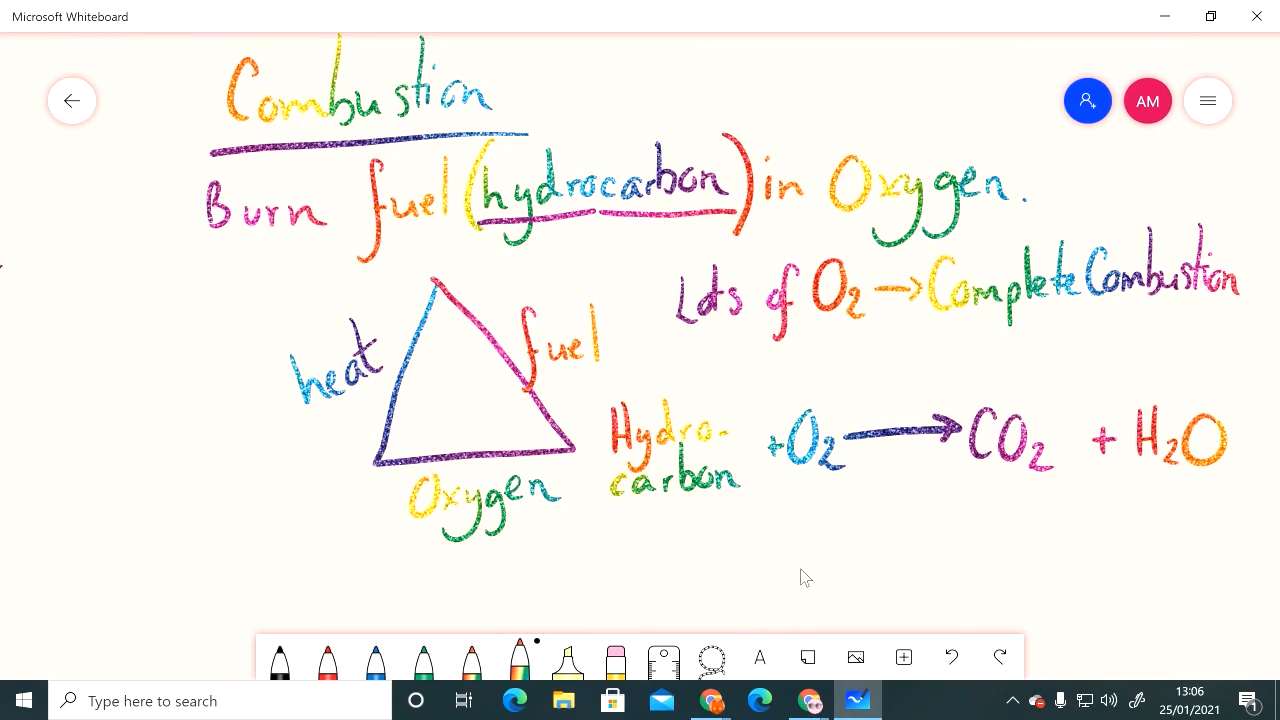 Microsoft Whiteboard
AM
Combustion
Burn fuel (hydrocarbon) in Oxygen.
Lots of O₂ → Complete Combustion
heat
fuel
Oxygen
Hydro-
carbon
+ O₂ → CO₂ + H₂O
Type here to search
13:06
25/01/2021
1